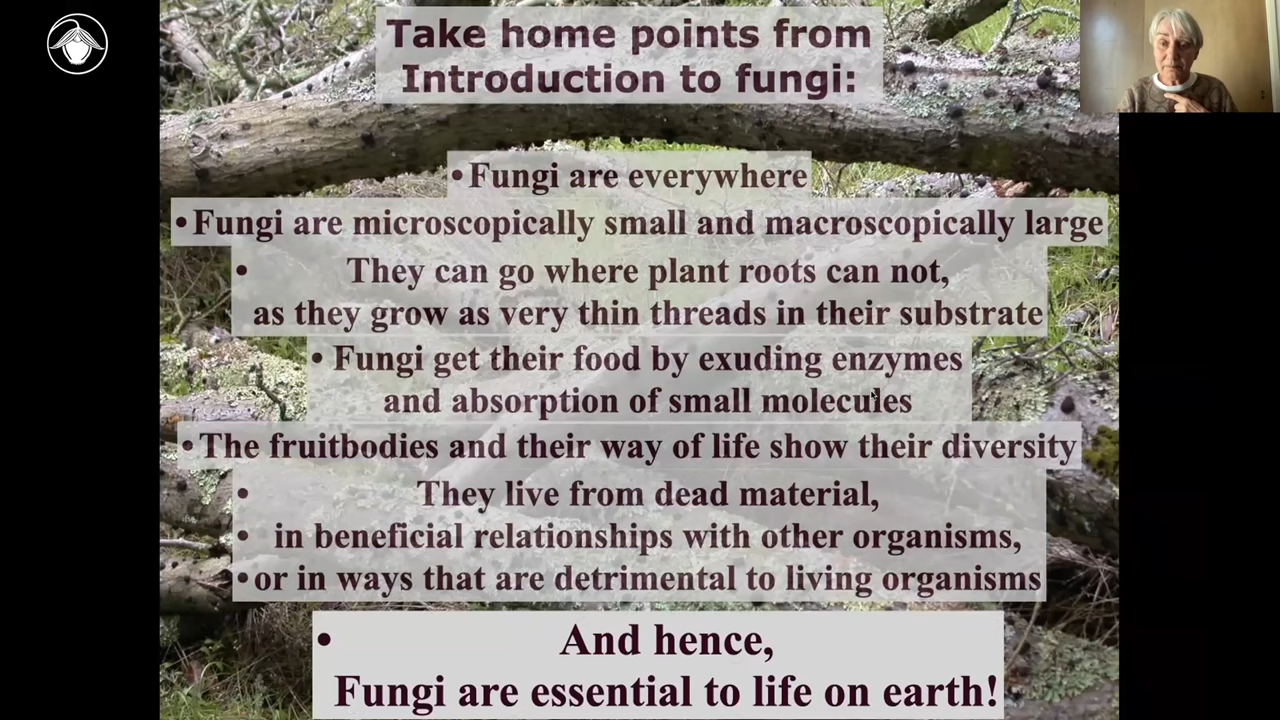 Take home points from
Introduction to fungi:
•Fungi are everywhere
•Fungi are microscopically small and macroscopically large
• They can go where plant roots can not,
as they grow as very thin threads in their substrate
• Fungi get their food by exuding enzymes
and absorption of small molecules
•The fruitbodies and their way of life show their diversity
• They live from dead material,
• in beneficial relationships with other organisms,
•or in ways that are detrimental to living organisms
• And hence,
Fungi are essential to life on earth!